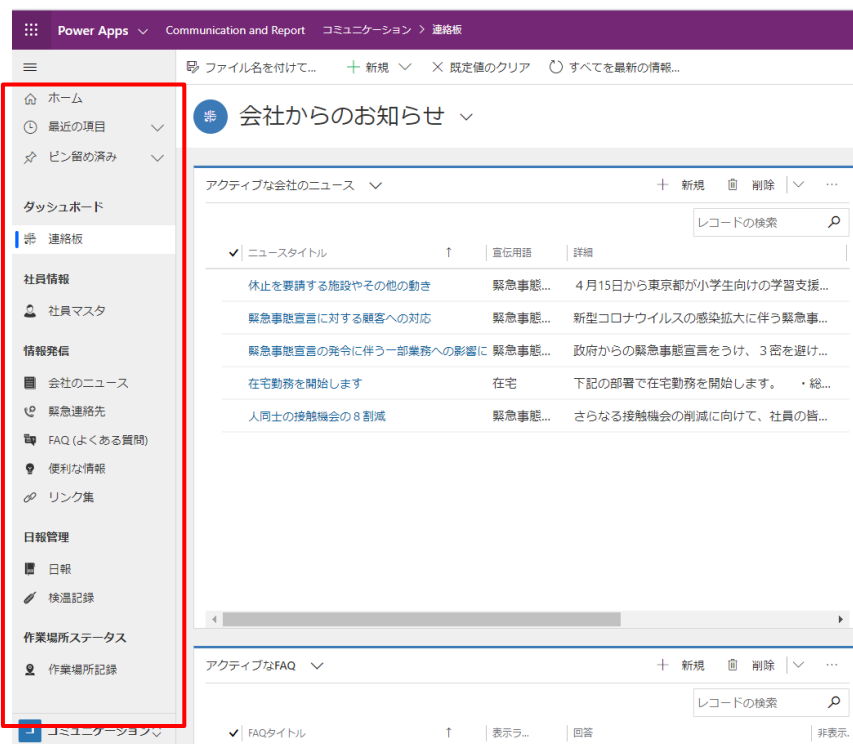 Power Apps Communication and Report コミュニケーション > 連絡板
ファイル名を付けて... 新規 既定値のクリア すべてを最新の情報...
ホーム
最近の項目
ピン留め済み
ダッシュボード
連絡板
社員情報
社員マスタ
情報発信
会社のニュース
緊急連絡先
FAQ (よくある質問)
便利な情報
リンク集
日報管理
日報
検温記録
作業場所ステータス
作業場所記録
コ コミュニケーション
会社からのお知らせ
アクティブな会社のニュース 新規 削除 ...
レコードの検索
ニュースタイトル ↑ 宣伝用語 詳細
休止を要請する施設やその他の動き 緊急事態... 4月15日から東京都が小学生向けの学習支援...
緊急事態宣言に対する顧客への対応 緊急事態... 新型コロナウイルスの感染拡大に伴う緊急事...
緊急事態宣言の発令に伴う一部業務への影響に 緊急事態... 政府からの緊急事態宣言をうけ、3密を避け...
在宅勤務を開始します 在宅 下記の部署で在宅勤務を開始します。 ・総...
人同士の接触機会の8割減 緊急事態... さらなる接触機会の削減に向けて、社員の皆...
アクティブなFAQ 新規 削除 ...
レコードの検索
FAQタイトル ↑ 表示ラ... 回答 非表示.